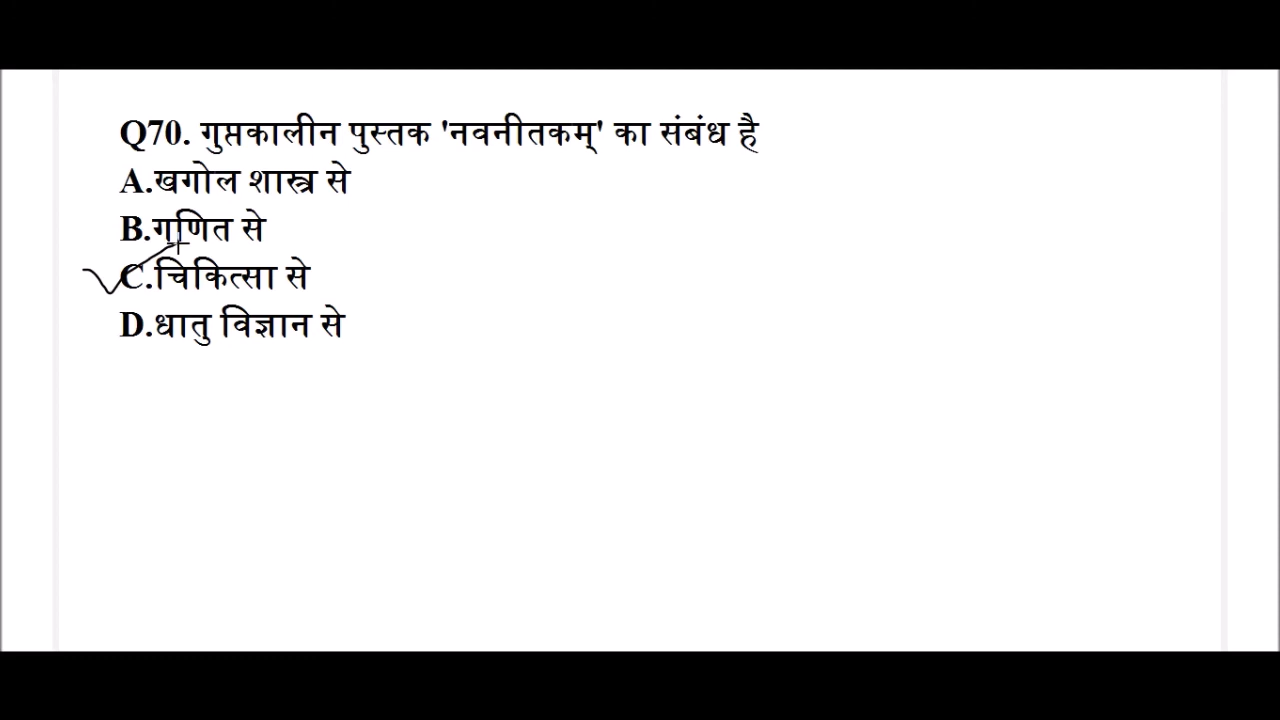 Q70. गुप्तकालीन पुस्तक 'नवनीतकम्' का संबंध है
A.खगोल शास्त्र से
B.गणित से
C.चिकित्सा से
D.धातु विज्ञान से